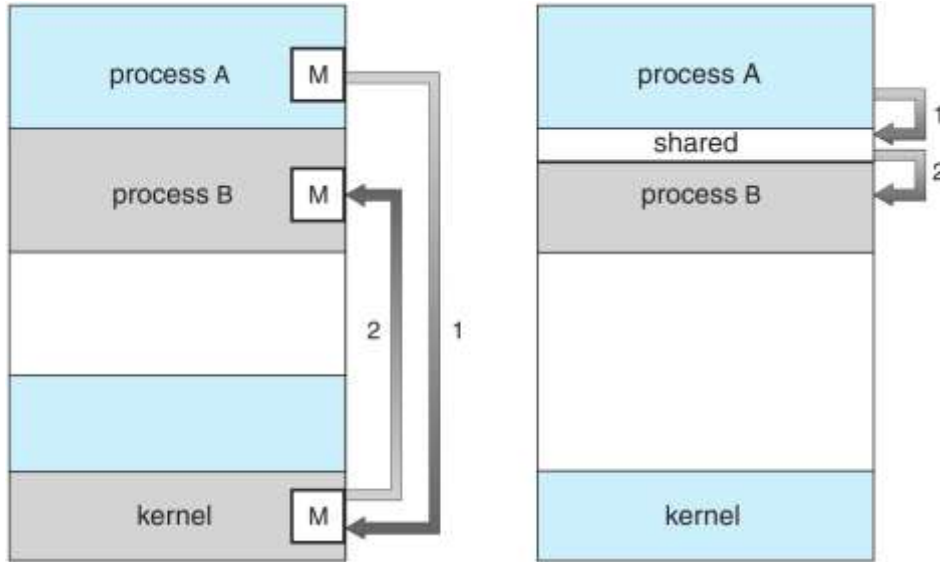 process A
M
process B
M
2
1
kernel
M
process A
1
shared
2
process B
kernel